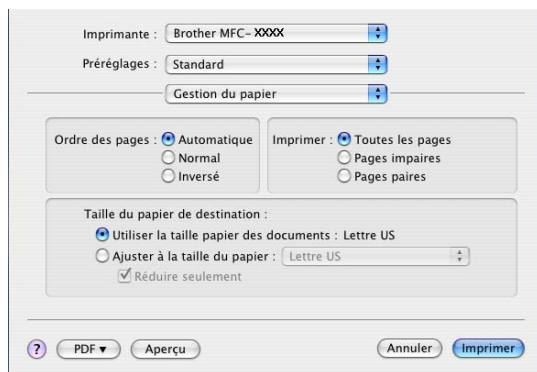 Imprimante : Brother MFC-XXXX
Préréglages : Standard
Gestion du papier
Ordre des pages : Automatique
Normal
Inversé
Imprimer : Toutes les pages
Pages impaires
Pages paires
Taille du papier de destination :
Utiliser la taille papier des documents : Lettre US
Ajuster à la taille du papier : Lettre US
Réduire seulement
? PDF Aperçu Annuler Imprimer